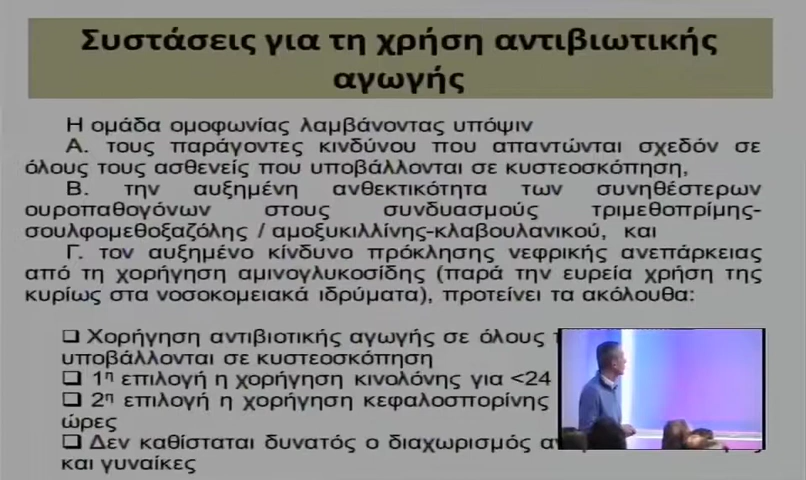 Συστάσεις για τη χρήση αντιβιωτικής
αγωγής
Η ομάδα ομοφωνίας λαμβάνοντας υπόψιν
Α. τους παράγοντες κινδύνου που απαντώνται σχεδόν σε
όλους τους ασθενείς που υποβάλλονται σε κυστεοσκόπηση,
Β. την αυξημένη ανθεκτικότητα των συνηθέστερων
ουροπαθογόνων στους συνδυασμούς τριμεθοπρίμης-
σουλφομεθοξαζόλης / αμοξυκιλλίνης-κλαβουλανικού, και
Γ. τον αυξημένο κίνδυνο πρόκλησης νεφρικής ανεπάρκειας
από τη χορήγηση αμινογλυκοσίδης (παρά την ευρεία χρήση της
κυρίως στα νοσοκομειακά ιδρύματα), προτείνει τα ακόλουθα:
❑ Χορήγηση αντιβιοτικής αγωγής σε όλους
υποβάλλονται σε κυστεοσκόπηση
❑ 1η επιλογή η χορήγηση κινολόνης για <24
❑ 2η επιλογή η χορήγηση κεφαλοσπορίνης
ώρες
❑ Δεν καθίσταται δυνατός ο διαχωρισμός
και γυναίκες